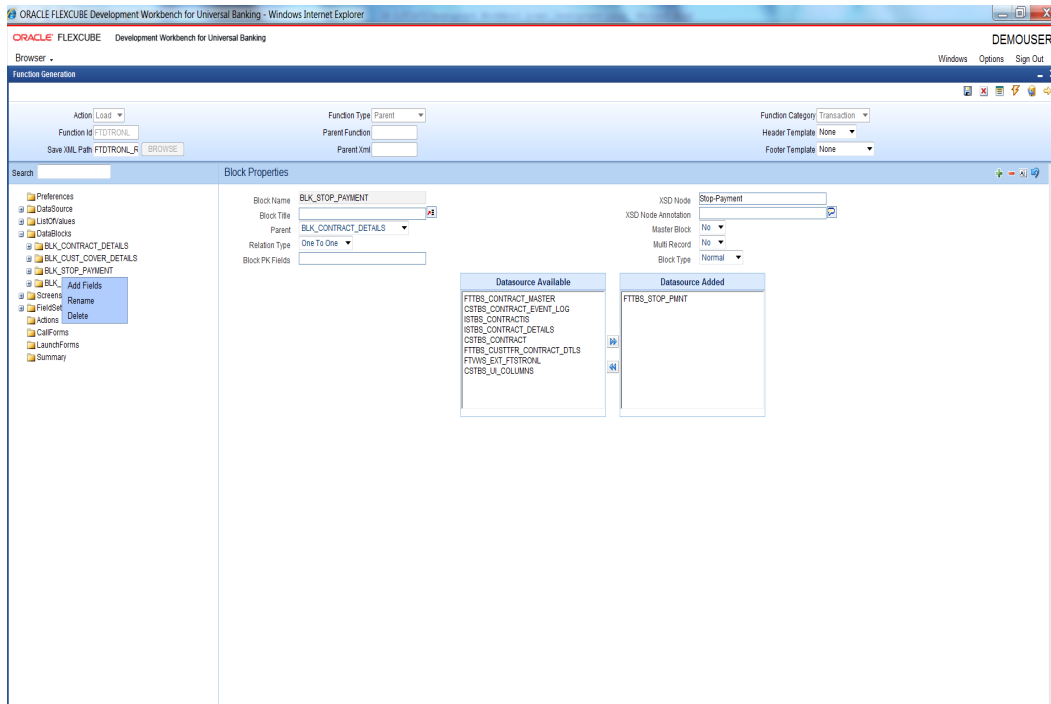 ORACLE FLEXCUBE Development Workbench for Universal Banking - Windows Internet Explorer
ORACLE FLEXCUBE Development Workbench for Universal Banking
DEMOUSER
Browser
Windows Options Sign Out
Function Generation
Action Load
Function Type Parent
Function Category Transaction
Function Id FTDTRONL
Parent Function
Header Template None
Save XML Path FTDTRONL_R BROWSE
Parent Xml
Footer Template None
Search
Block Properties
Preferences
DataSource
ListOfValues
DataBlocks
BLK_CONTRACT_DETAILS
BLK_CUST_COVER_DETAILS
BLK_STOP_PAYMENT
BLK_
Screens
FieldSet
Actions
CallForms
LaunchForms
Summary
Add Fields
Rename
Delete
Block Name BLK_STOP_PAYMENT
XSD Node Stop-Payment
Block Title
XSD Node Annotation
Parent BLK_CONTRACT_DETAILS
Master Block No
Relation Type One To One
Multi Record No
Block PK Fields
Block Type Normal
Datasource Available
Datasource Added
FTTBS_CONTRACT_MASTER
CSTBS_CONTRACT_EVENT_LOG
ISTBS_CONTRACTIS
ISTBS_CONTRACT_DETAILS
CSTBS_CONTRACT
FTTBS_CUSTTFR_CONTRACT_DTLS
FTVWS_EXT_FTSTRONL
CSTBS_UI_COLUMNS
FTTBS_STOP_PMNT